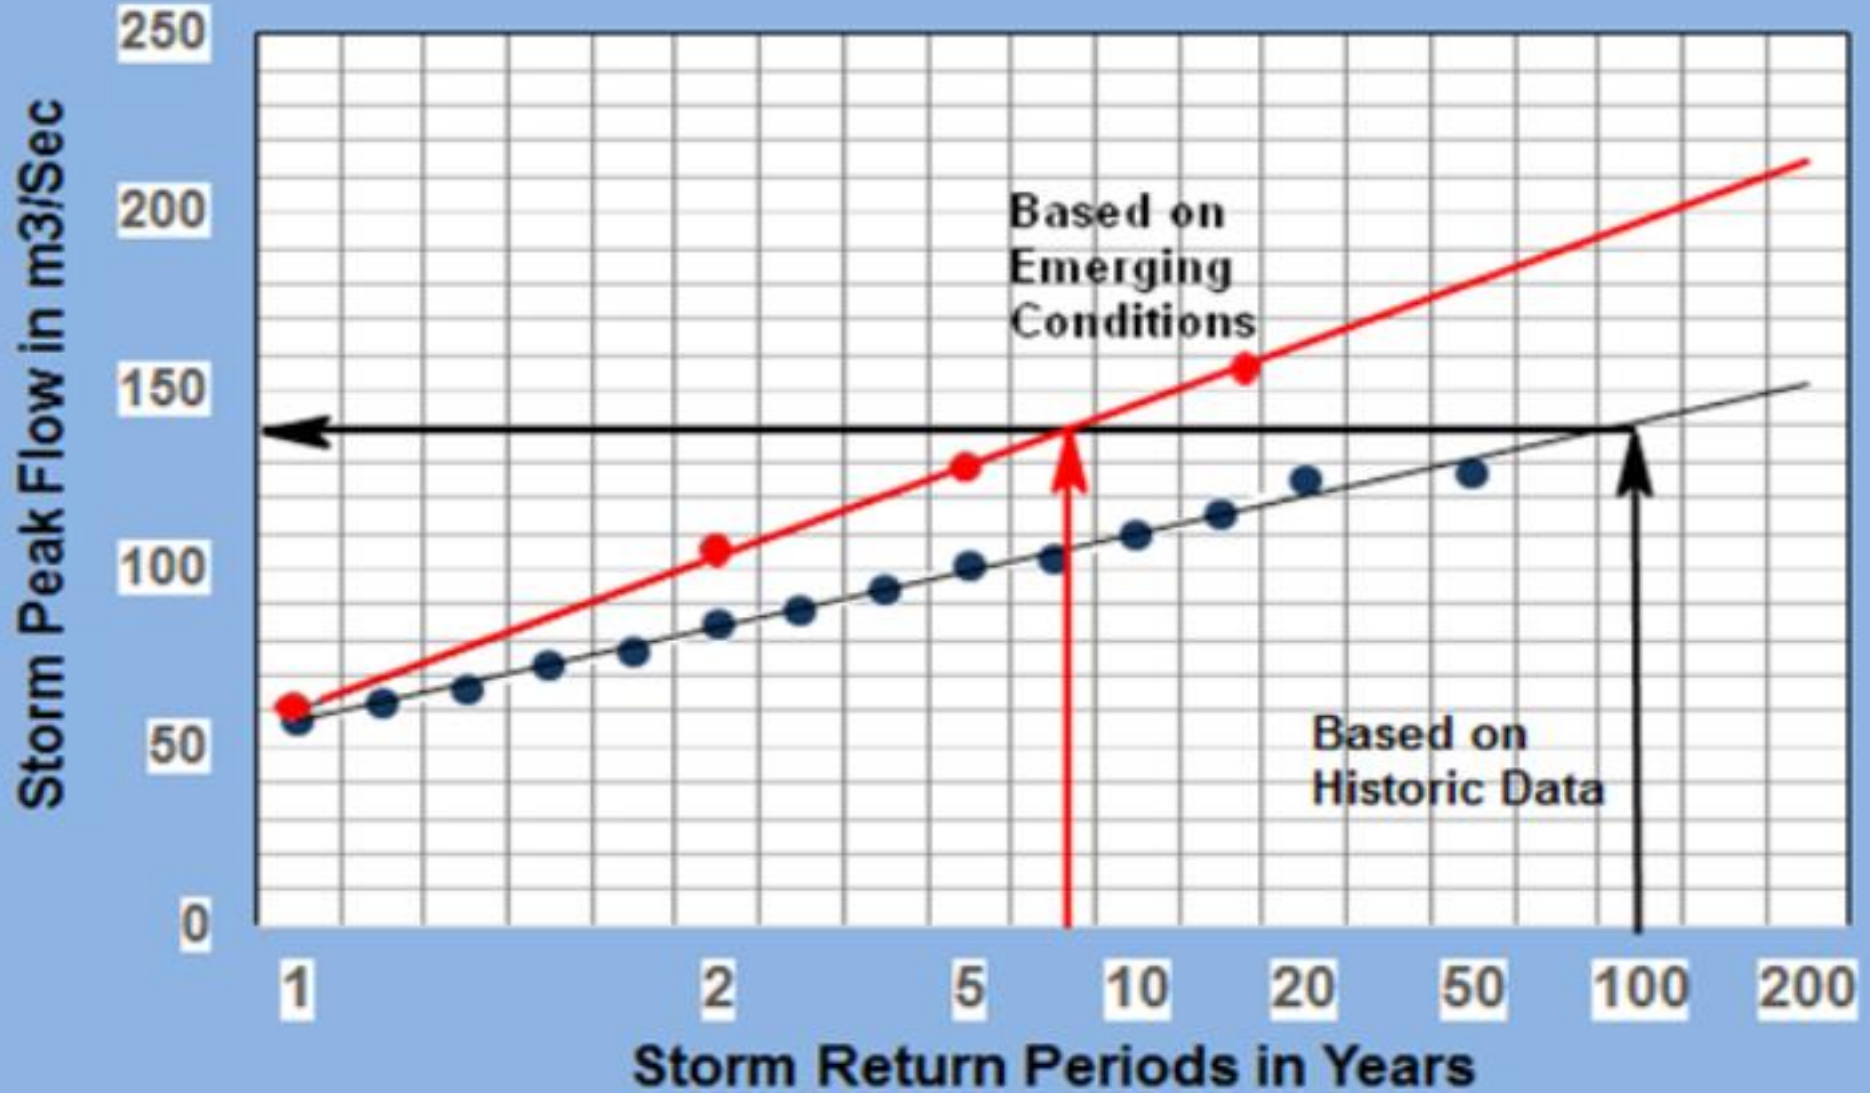 250
200
150
100
50
0
Storm Peak Flow in m3/Sec
Based on
Emerging
Conditions
Based on
Historic Data
1 2 5 10 20 50 100 200
Storm Return Periods in Years